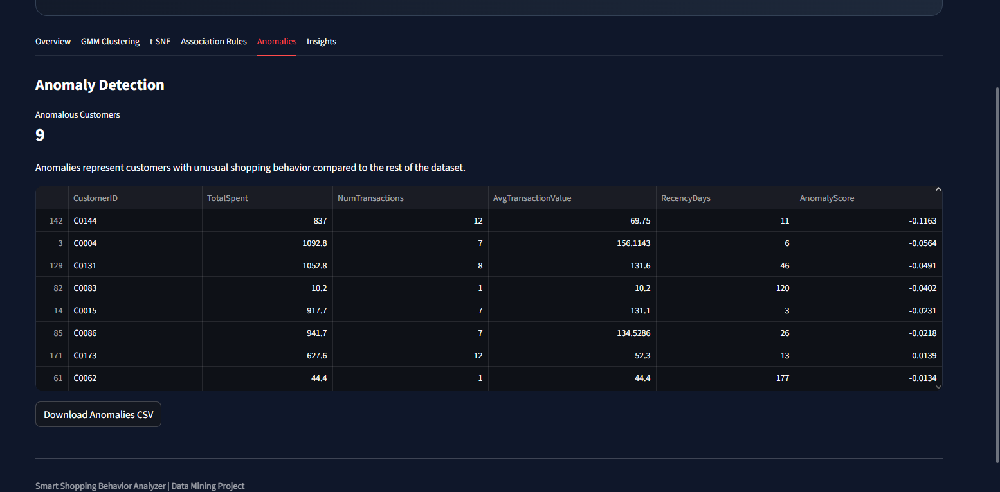 Overview GMM Clustering t-SNE Association Rules Anomalies Insights
Anomaly Detection
Anomalous Customers
9
Anomalies represent customers with unusual shopping behavior compared to the rest of the dataset.
CustomerID TotalSpent NumTransactions AvgTransactionValue RecencyDays AnomalyScore
142 C0144 837 12 69.75 11 -0.1163
3 C0004 1092.8 7 156.1143 6 -0.0564
129 C0131 1052.8 8 131.6 46 -0.0491
82 C0083 10.2 1 10.2 120 -0.0402
14 C0015 917.7 7 131.1 3 -0.0231
85 C0086 941.7 7 134.5286 26 -0.0218
171 C0173 627.6 12 52.3 13 -0.0139
61 C0062 44.4 1 44.4 177 -0.0134
Download Anomalies CSV
Smart Shopping Behavior Analyzer | Data Mining Project